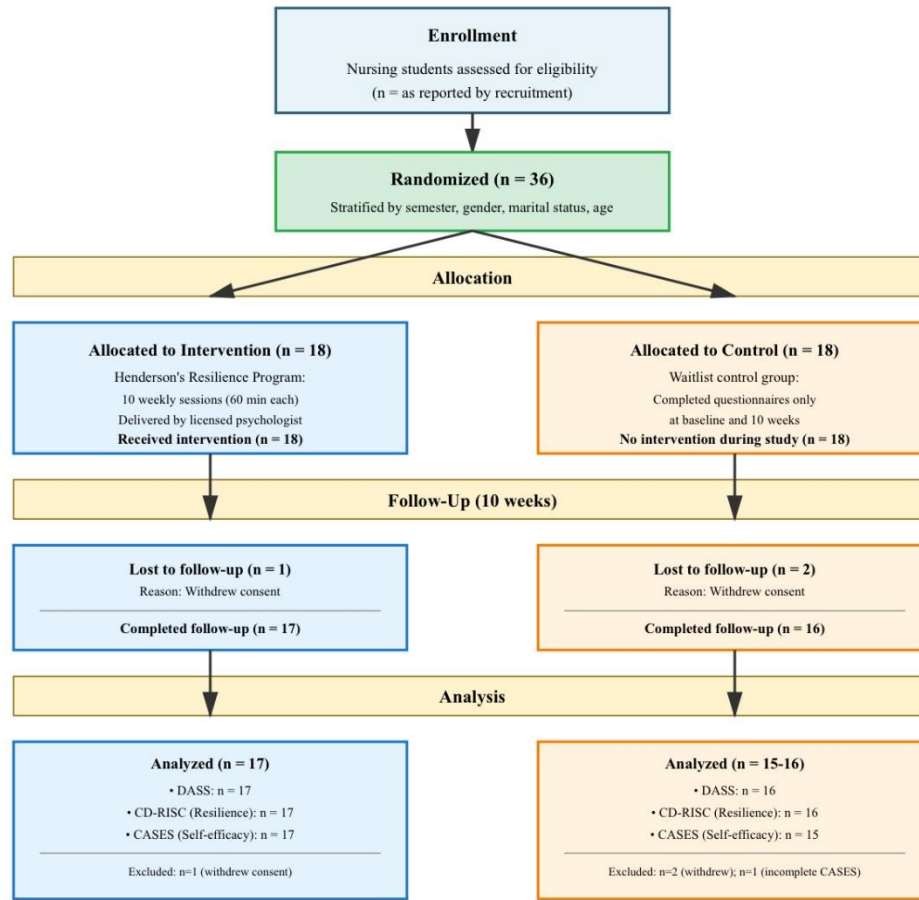 Enrollment
Nursing students assessed for eligibility
(n = as reported by recruitment)
Randomized (n = 36)
Stratified by semester, gender, marital status, age
Allocation
Allocated to Intervention (n = 18)
Henderson's Resilience Program:
10 weekly sessions (60 min each)
Delivered by licensed psychologist
Received intervention (n = 18)
Allocated to Control (n = 18)
Waitlist control group:
Completed questionnaires only
at baseline and 10 weeks
No intervention during study (n = 18)
Follow-Up (10 weeks)
Lost to follow-up (n = 1)
Reason: Withdrew consent
Completed follow-up (n = 17)
Lost to follow-up (n = 2)
Reason: Withdrew consent
Completed follow-up (n = 16)
Analysis
Analyzed (n = 17)
• DASS: n = 17
• CD-RISC (Resilience): n = 17
• CASES (Self-efficacy): n = 17
Excluded: n=1 (withdrew consent)
Analyzed (n = 15-16)
• DASS: n = 16
• CD-RISC (Resilience): n = 16
• CASES (Self-efficacy): n = 15
Excluded: n=2 (withdrew); n=1 (incomplete CASES)